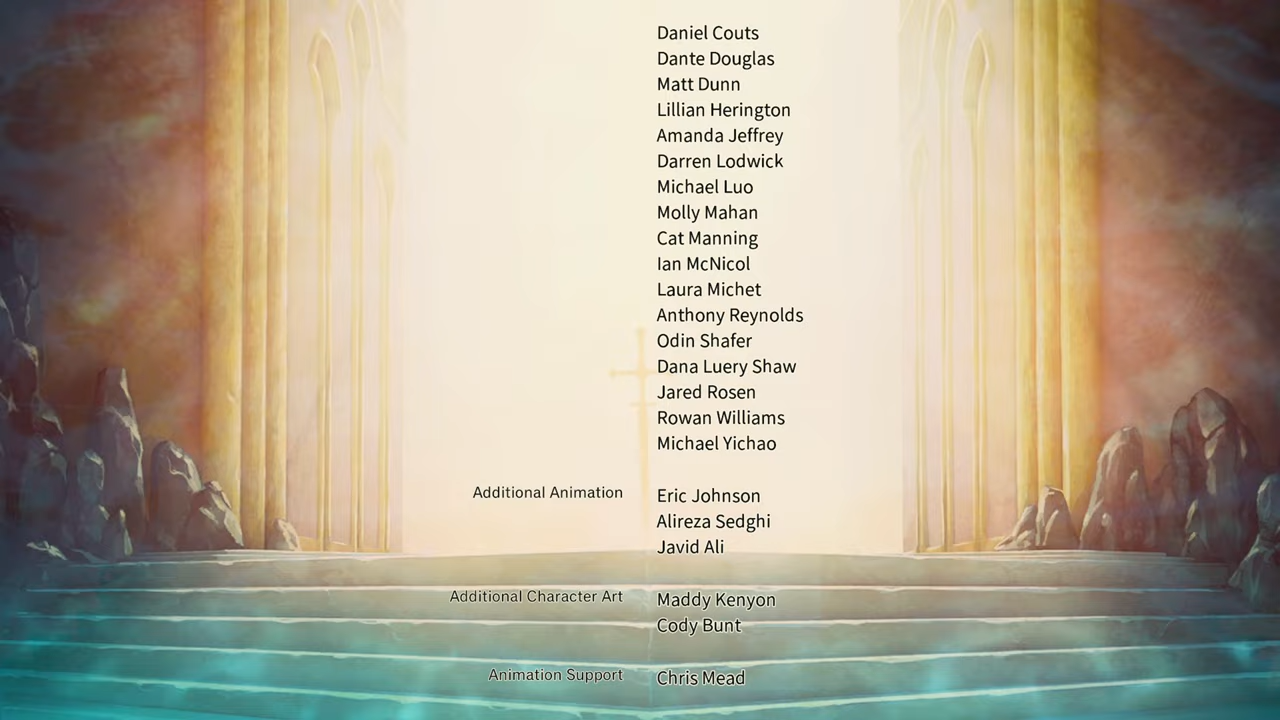 Daniel Couts
Dante Douglas
Matt Dunn
Lillian Herington
Amanda Jeffrey
Darren Lodwick
Michael Luo
Molly Mahan
Cat Manning
Ian McNicol
Laura Michet
Anthony Reynolds
Odin Shafer
Dana Luery Shaw
Jared Rosen
Rowan Williams
Michael Yichao
Additional Animation Eric Johnson
Alireza Sedghi
Javid Ali
Additional Character Art Maddy Kenyon
Cody Bunt
Animation Support Chris Mead